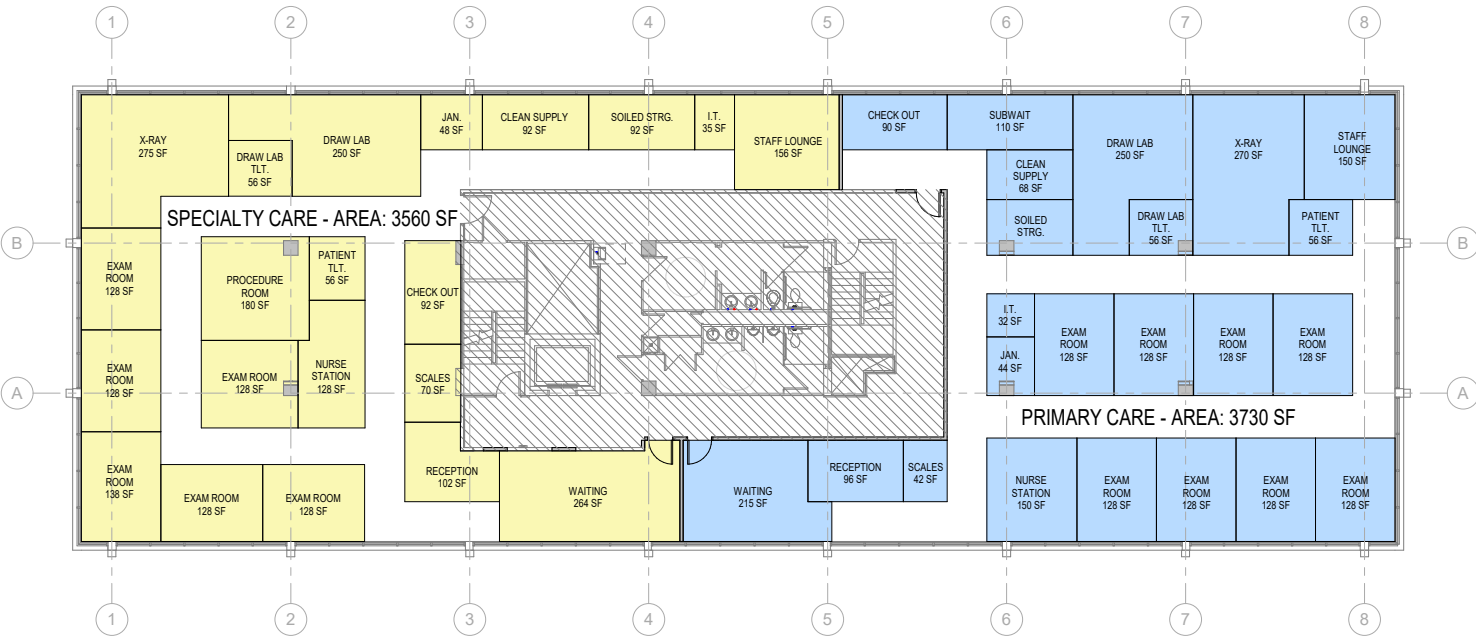 1
2
3
4
5
6
7
8
X-RAY
275 SF
DRAW LAB
TLT.
56 SF
DRAW LAB
250 SF
JAN.
48 SF
CLEAN SUPPLY
92 SF
SOILED STRG.
92 SF
I.T.
35 SF
STAFF LOUNGE
156 SF
CHECK OUT
90 SF
SUBWAIT
110 SF
CLEAN
SUPPLY
68 SF
SOILED
STRG.
DRAW LAB
250 SF
DRAW LAB
TLT.
56 SF
X-RAY
270 SF
STAFF
LOUNGE
150 SF
PATIENT
TLT.
56 SF
SPECIALTY CARE - AREA: 3560 SF
B
B
EXAM
ROOM
128 SF
PROCEDURE
ROOM
180 SF
PATIENT
TLT.
56 SF
CHECK OUT
92 SF
I.T.
32 SF
JAN.
44 SF
EXAM
ROOM
128 SF
EXAM
ROOM
128 SF
EXAM
ROOM
128 SF
EXAM
ROOM
128 SF
EXAM
ROOM
128 SF
EXAM ROOM
128 SF
NURSE
STATION
128 SF
SCALES
70 SF
A
A
PRIMARY CARE - AREA: 3730 SF
EXAM
ROOM
138 SF
EXAM ROOM
128 SF
EXAM ROOM
128 SF
RECEPTION
102 SF
WAITING
264 SF
WAITING
215 SF
RECEPTION
96 SF
SCALES
42 SF
NURSE
STATION
150 SF
EXAM
ROOM
128 SF
EXAM
ROOM
128 SF
EXAM
ROOM
128 SF
EXAM
ROOM
128 SF
1
2
3
4
5
6
7
8